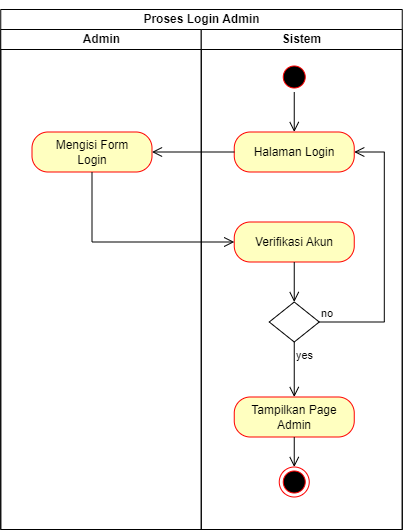 Proses Login Admin
Admin
Sistem
Mengisi Form
Login
Halaman Login
Verifikasi Akun
no
yes
Tampilkan Page
Admin